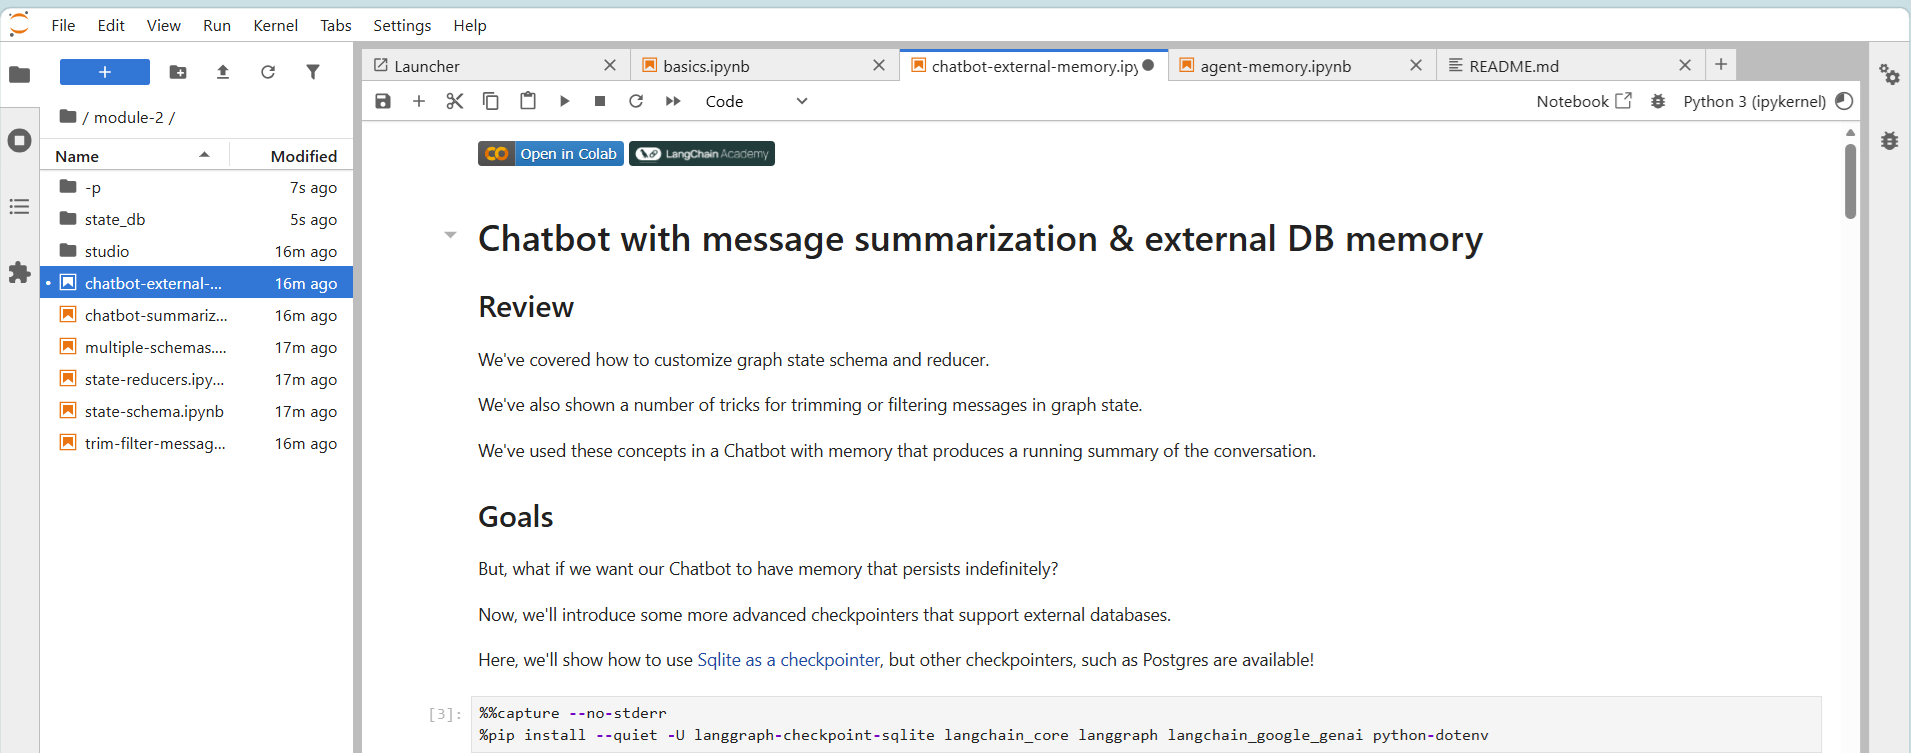 File Edit View Run Kernel Tabs Settings Help
Launcher
basics.ipynb
chatbot-external-memory.ipy
agent-memory.ipynb
README.md
Code
Notebook
Python 3 (ipykernel)
/ module-2 /
Name Modified
-p 7s ago
state_db 5s ago
studio 16m ago
chatbot-external-... 16m ago
chatbot-summariz... 16m ago
multiple-schemas.... 17m ago
state-reducers.ipy... 17m ago
state-schema.ipynb 17m ago
trim-filter-messag... 16m ago
CO Open in Colab LangChain Academy
Chatbot with message summarization & external DB memory
Review
We've covered how to customize graph state schema and reducer.
We've also shown a number of tricks for trimming or filtering messages in graph state.
We've used these concepts in a Chatbot with memory that produces a running summary of the conversation.
Goals
But, what if we want our Chatbot to have memory that persists indefinitely?
Now, we'll introduce some more advanced checkpointers that support external databases.
Here, we'll show how to use Sqlite as a checkpointer, but other checkpointers, such as Postgres are available!
[3]: %%capture --no-stderr
%pip install --quiet -U langgraph-checkpoint-sqlite langchain_core langgraph langchain_google_genai python-dotenv